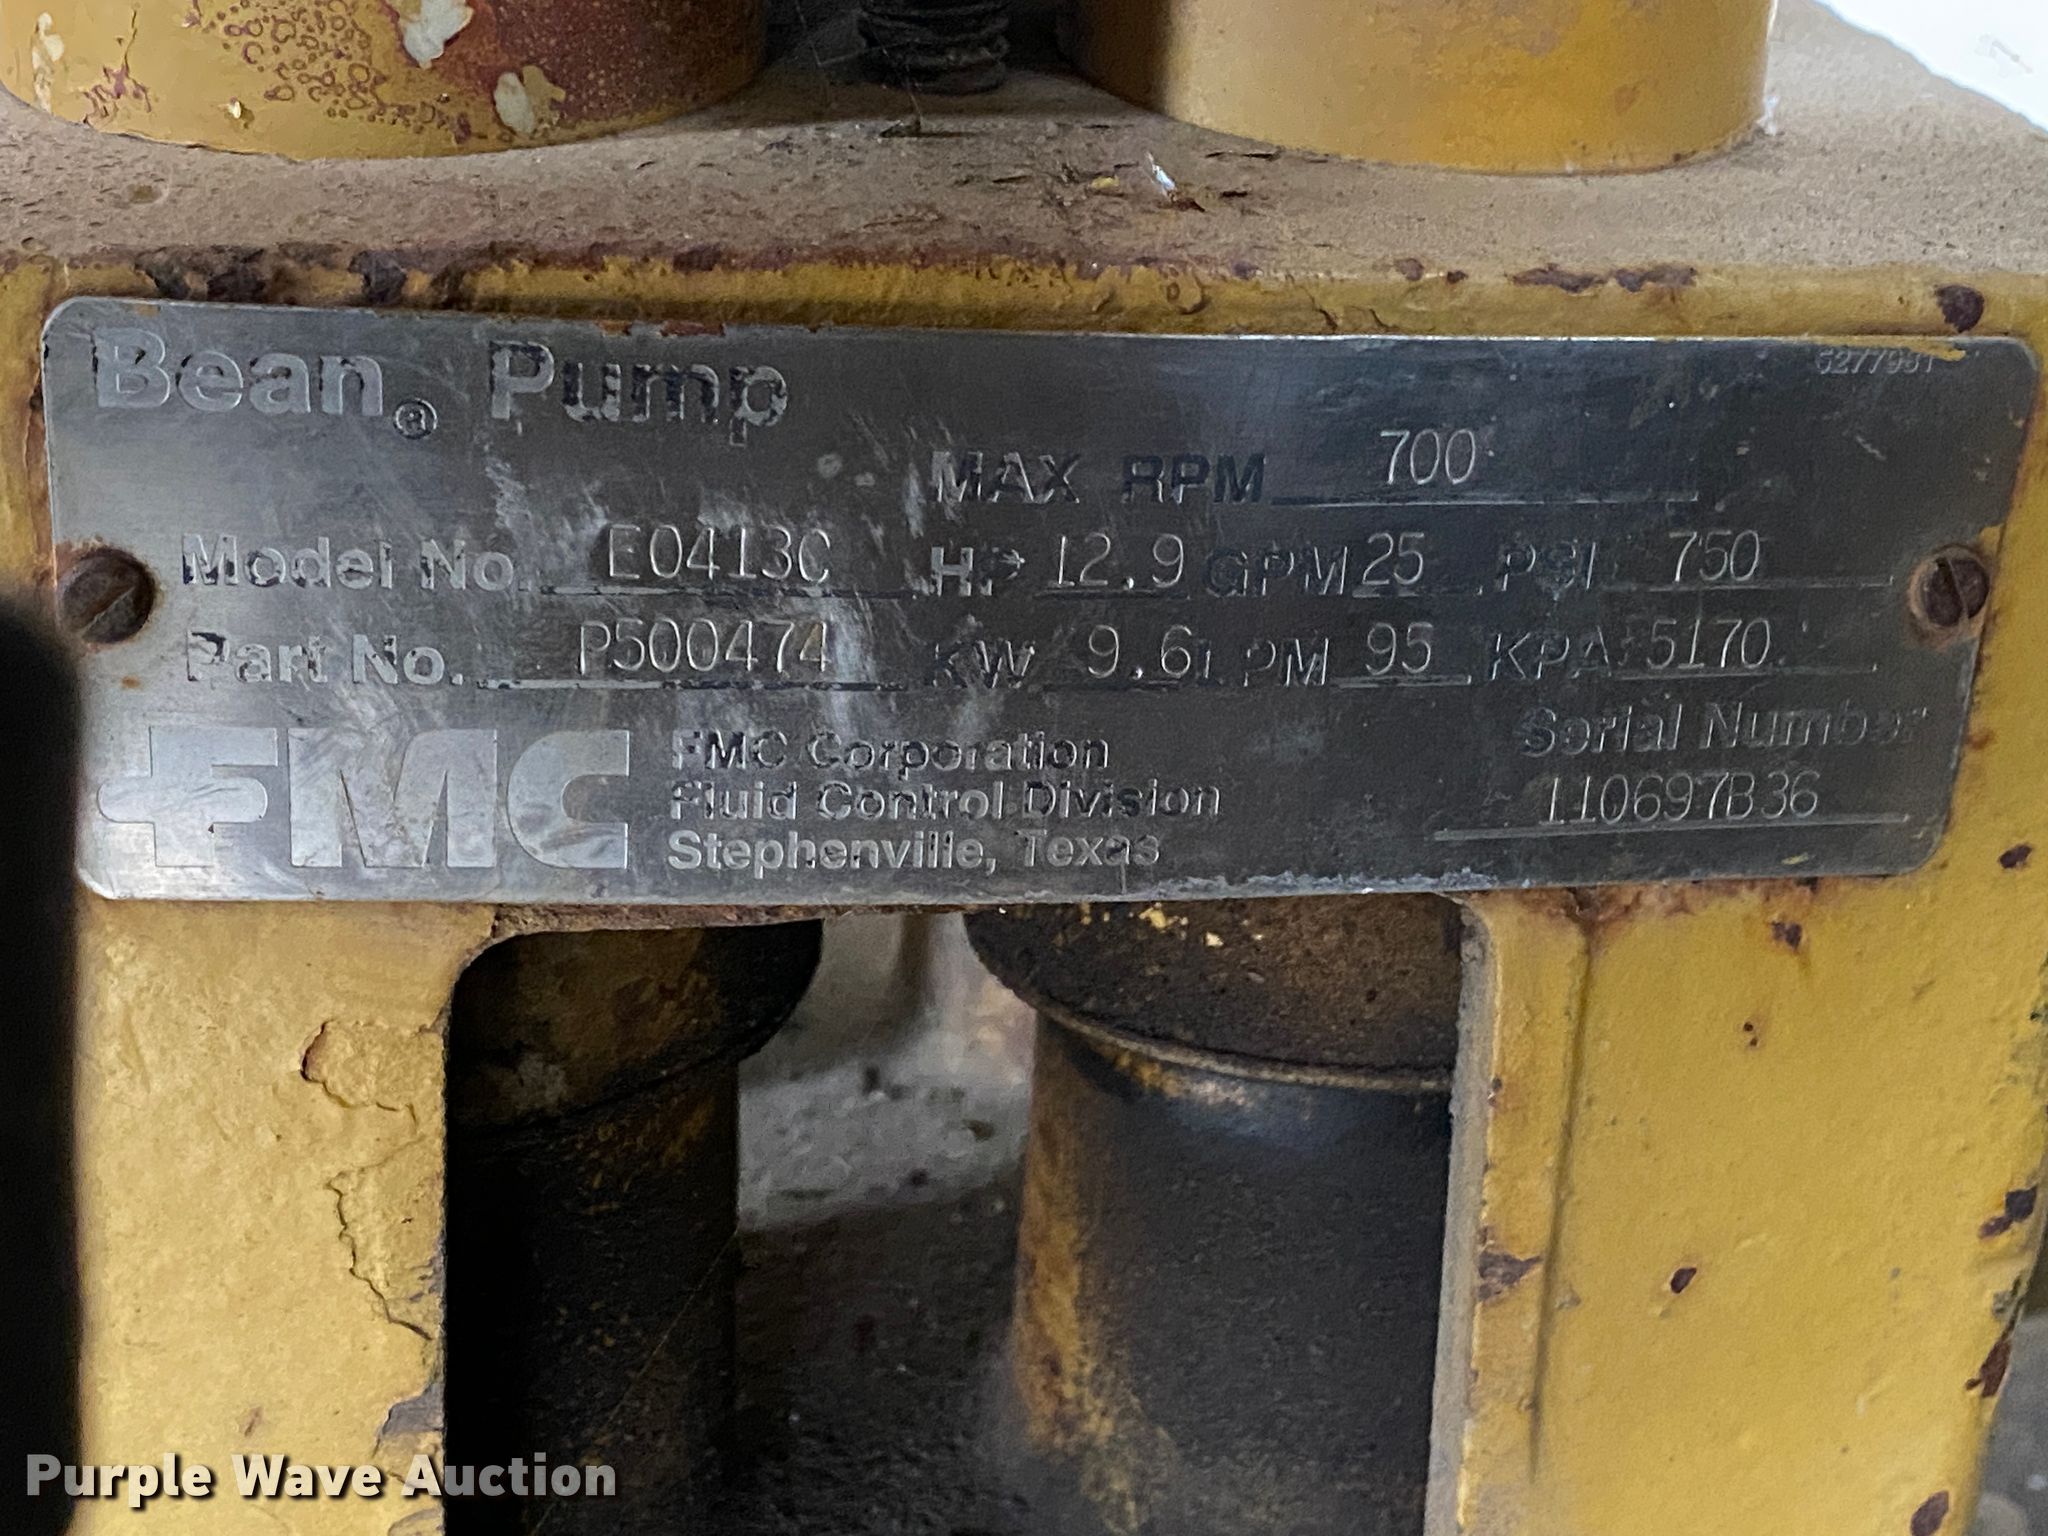 Bean® Pump
MAX RPM 700
Model No. E0413C HP 12.9 GPM 25 PSI 750
Part No. P500474 KW 9.6 LPM 95 KPA 5170
FMC FMC Corporation
Fluid Control Division
Stephenville, Texas
Serial Number
110697B36
Purple Wave Auction